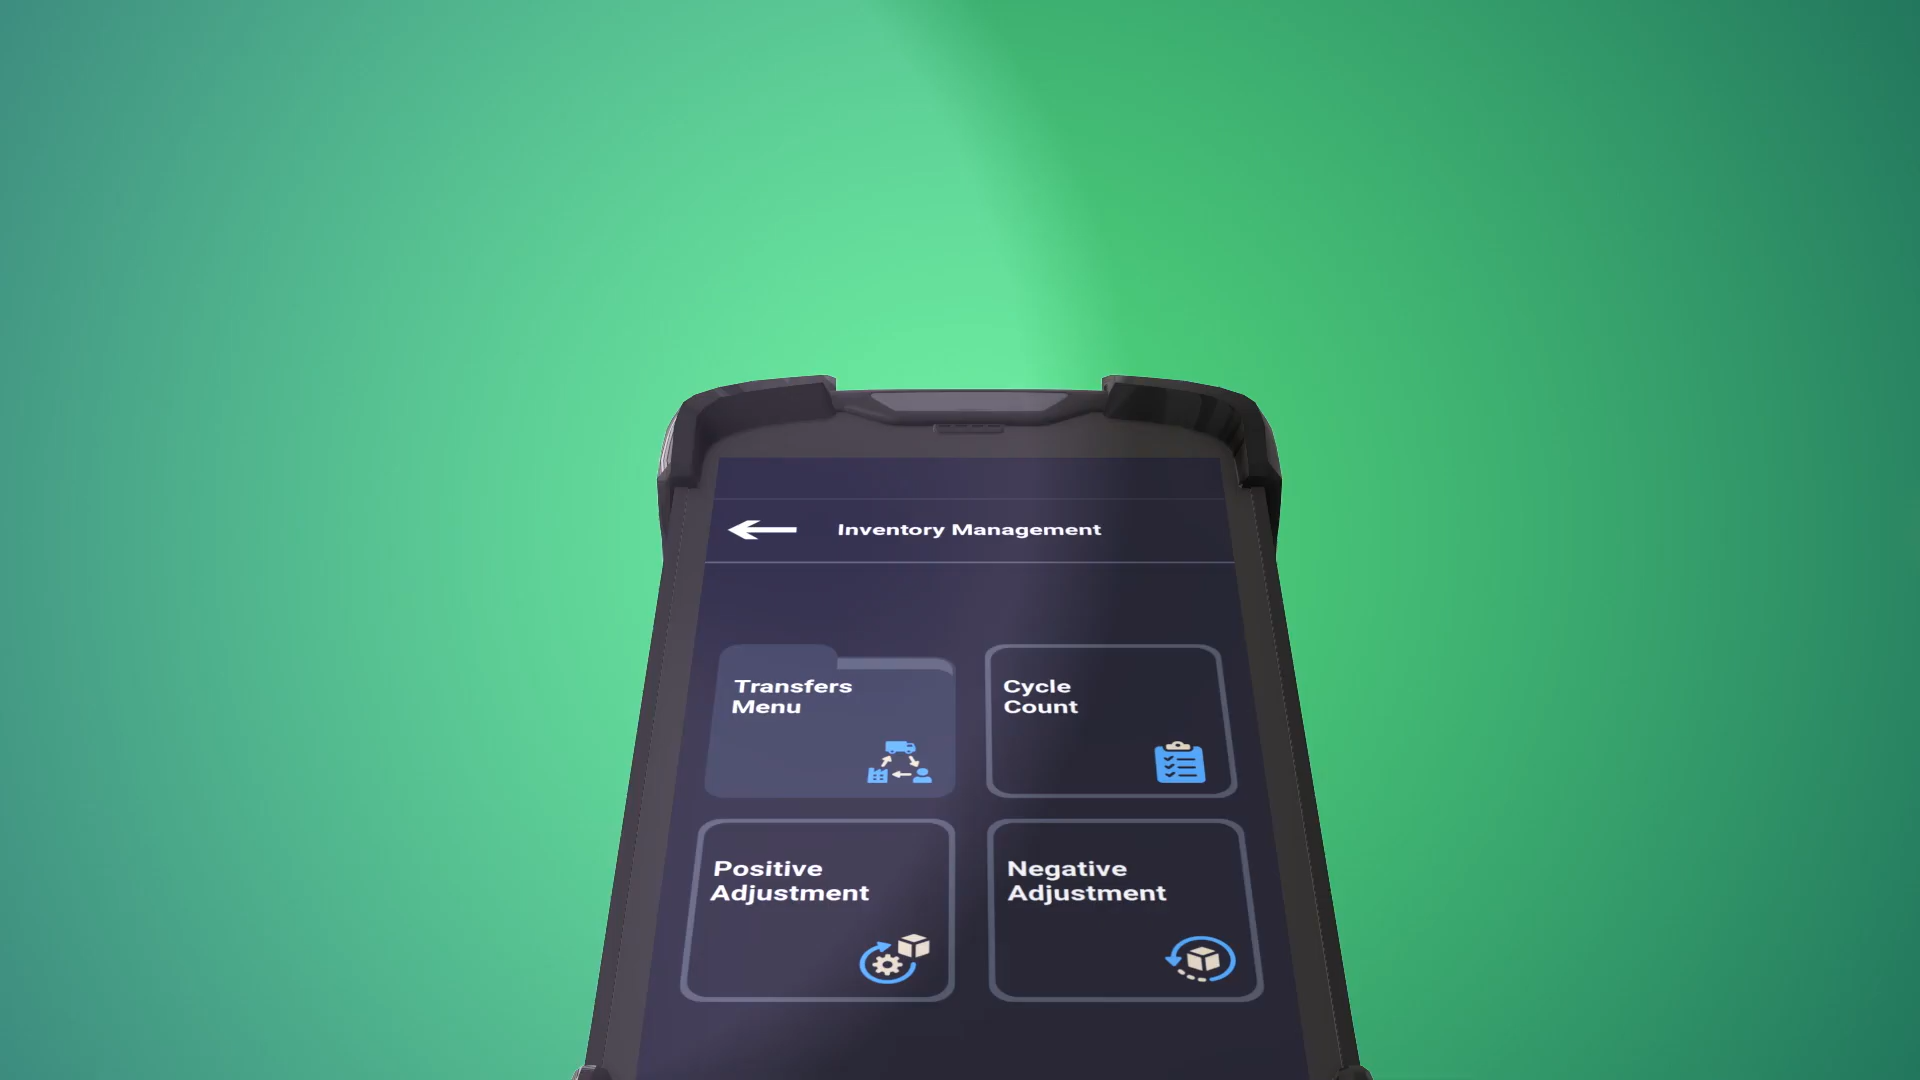 Inventory Management
Transfers
Menu
Cycle
Count
Positive
Adjustment
Negative
Adjustment